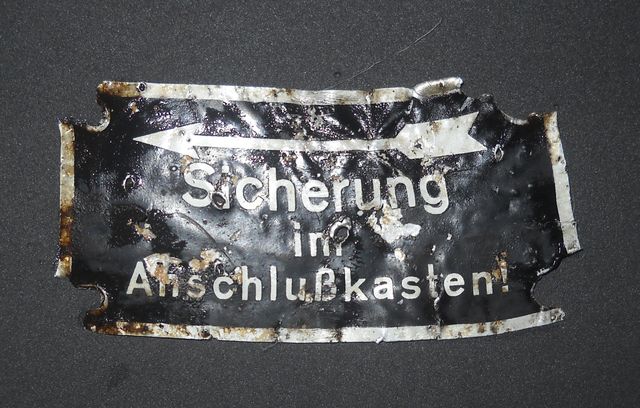 Sicherung
im
Anschlußkasten!